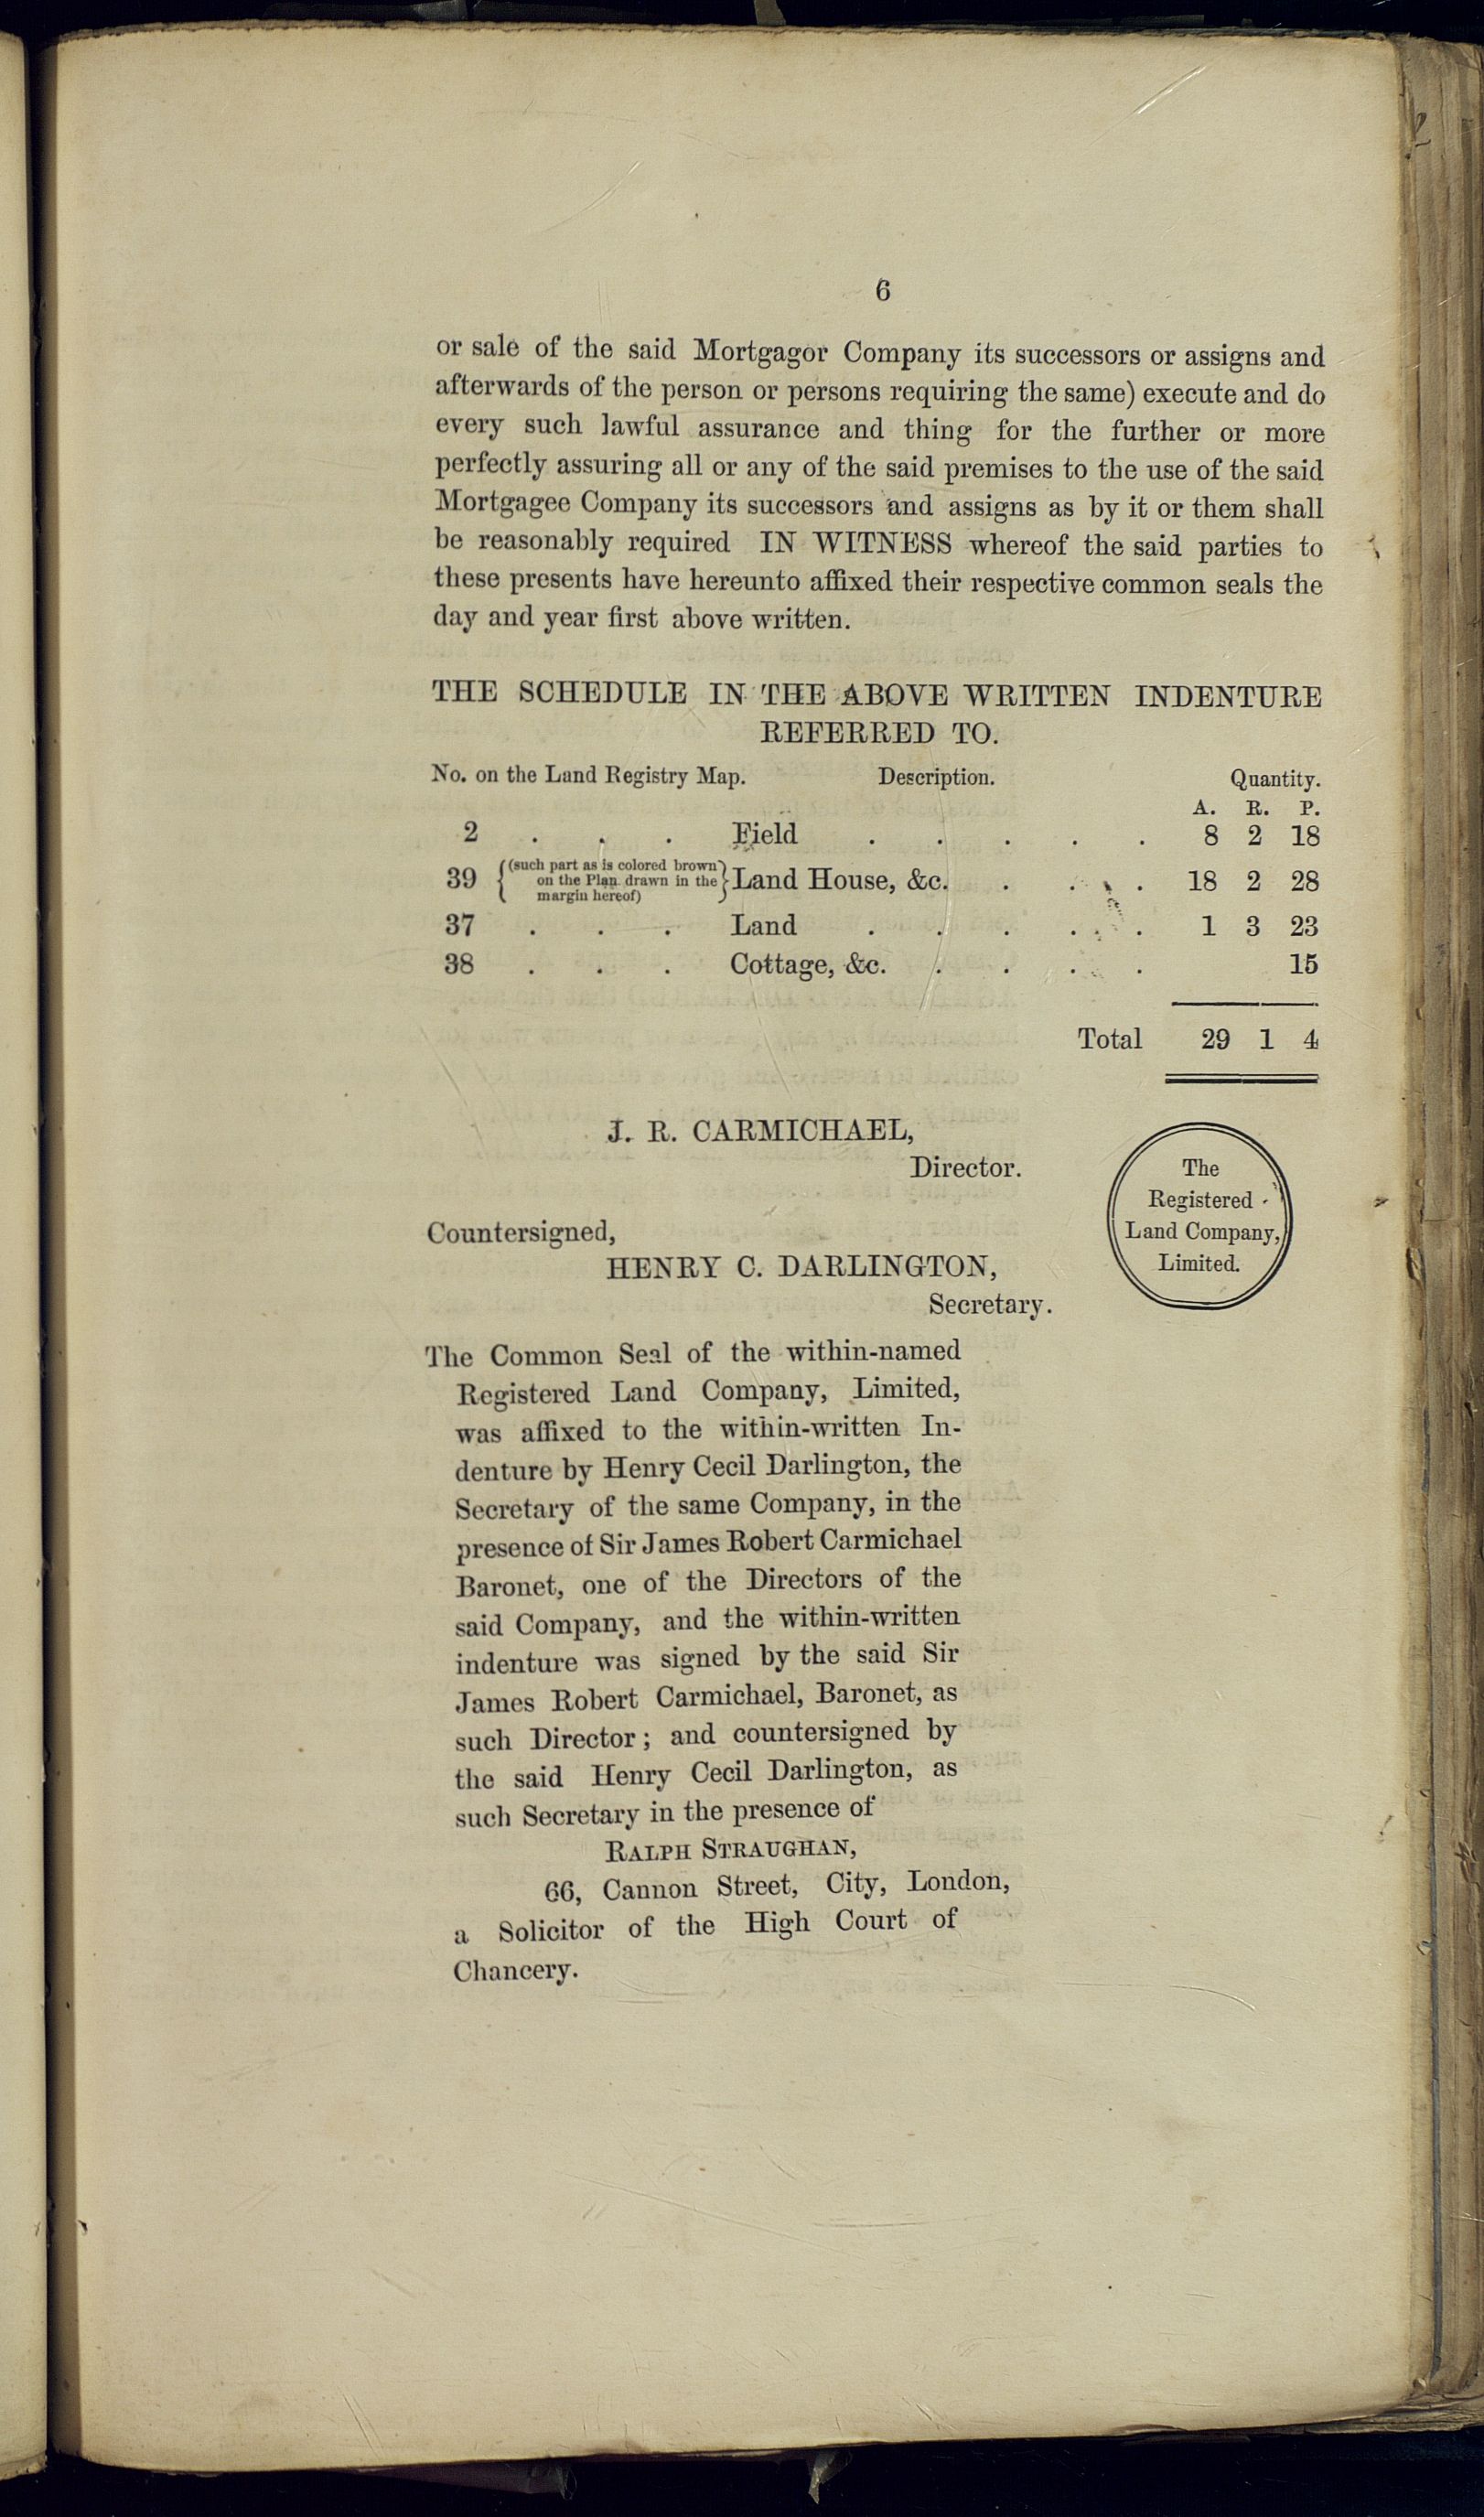 6
or sale of the said Mortgagor Company its successors or assigns and
afterwards of the person or persons requiring the same) execute and do
every such lawful assurance and thing for the further or more
perfectly assuring all or any of the said premises to the use of the said
Mortgagee Company its successors and assigns as by it or them shall
be reasonably required IN WITNESS whereof the said parties to
these presents have hereunto affixed their respective common seals the
day and year first above written.
THE SCHEDULE IN THE ABOVE WRITTEN INDENTURE
REFERRED TO.
No. on the Land Registry Map. Description. Quantity.
A. R. P.
2 . . . Field . . . . . 8 2 18
39 {(such part as is colored brown
on the Plan drawn in the
margin hereof)} Land House, &c. . . . 18 2 28
37 . . . Land . . . . . 1 3 23
38 . . . Cottage, &c. . . . . 15
Total 29 1 4
J. R. CARMICHAEL,
Director.
The
Registered
Land Company,
Limited.
Countersigned,
HENRY C. DARLINGTON,
Secretary.
The Common Seal of the within-named
Registered Land Company, Limited,
was affixed to the within-written In-
denture by Henry Cecil Darlington, the
Secretary of the same Company, in the
presence of Sir James Robert Carmichael
Baronet, one of the Directors of the
said Company, and the within-written
indenture was signed by the said Sir
James Robert Carmichael, Baronet, as
such Director; and countersigned by
the said Henry Cecil Darlington, as
such Secretary in the presence of
RALPH STRAUGHAN,
66, Cannon Street, City, London,
a Solicitor of the High Court of
Chancery.